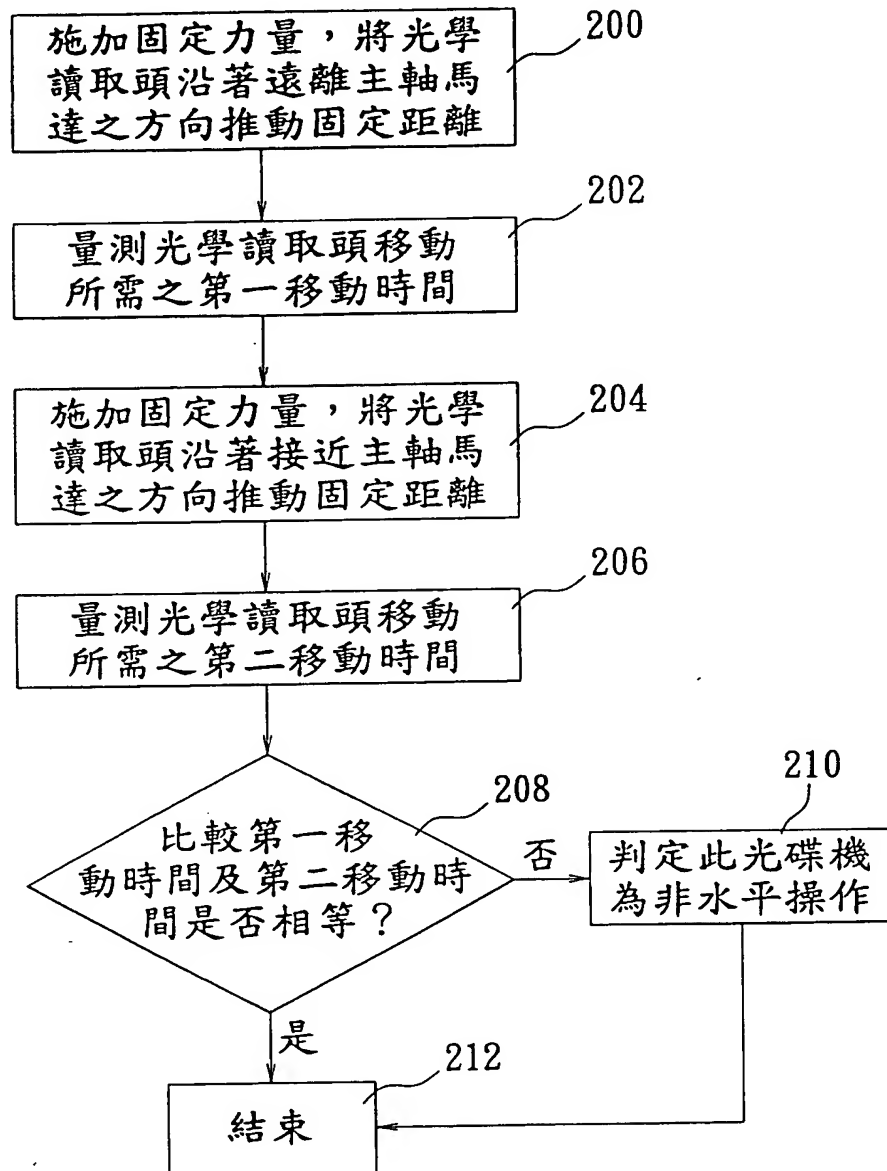 施加固定力量，將光學
讀取頭沿著遠離主軸馬
達之方向推動固定距離
200
量測光學讀取頭移動
所需之第一移動時間
202
施加固定力量，將光學
讀取頭沿著接近主軸馬
達之方向推動固定距離
204
量測光學讀取頭移動
所需之第二移動時間
206
比較第一移
動時間及第二移動時
間是否相等？
208
否
判定此光碟機
為非水平操作
210
是
結束
212